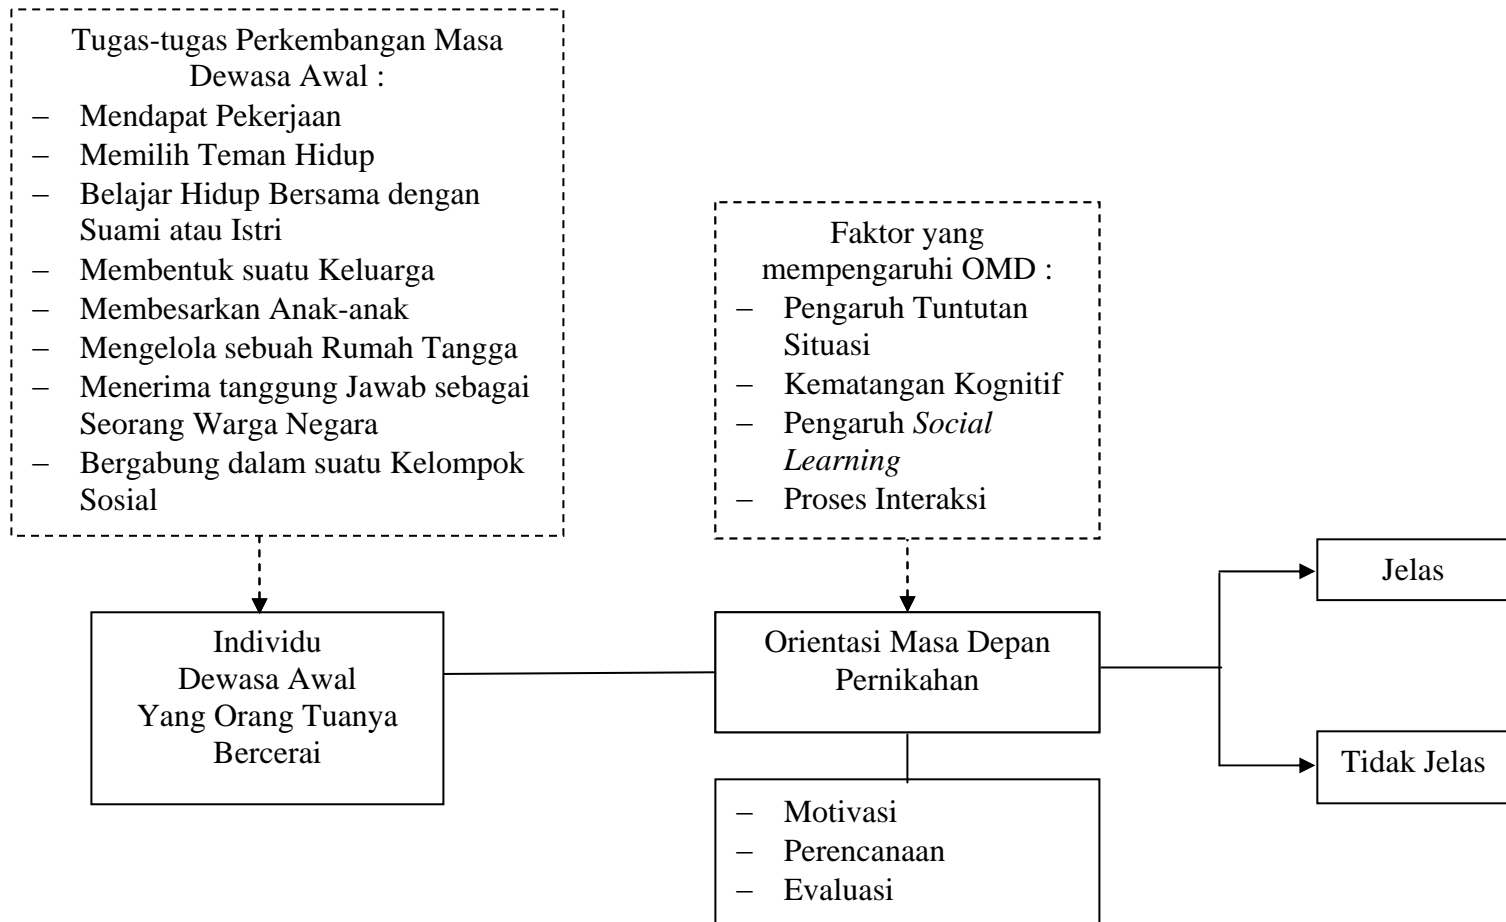 Tugas-tugas Perkembangan Masa
Dewasa Awal :
– Mendapat Pekerjaan
– Memilih Teman Hidup
– Belajar Hidup Bersama dengan
Suami atau Istri
– Membentuk suatu Keluarga
– Membesarkan Anak-anak
– Mengelola sebuah Rumah Tangga
– Menerima tanggung Jawab sebagai
Seorang Warga Negara
– Bergabung dalam suatu Kelompok
Sosial
Faktor yang
mempengaruhi OMD :
– Pengaruh Tuntutan
Situasi
– Kematangan Kognitif
– Pengaruh Social
Learning
– Proses Interaksi
Individu
Dewasa Awal
Yang Orang Tuanya
Bercerai
Orientasi Masa Depan
Pernikahan
Jelas
Tidak Jelas
– Motivasi
– Perencanaan
– Evaluasi